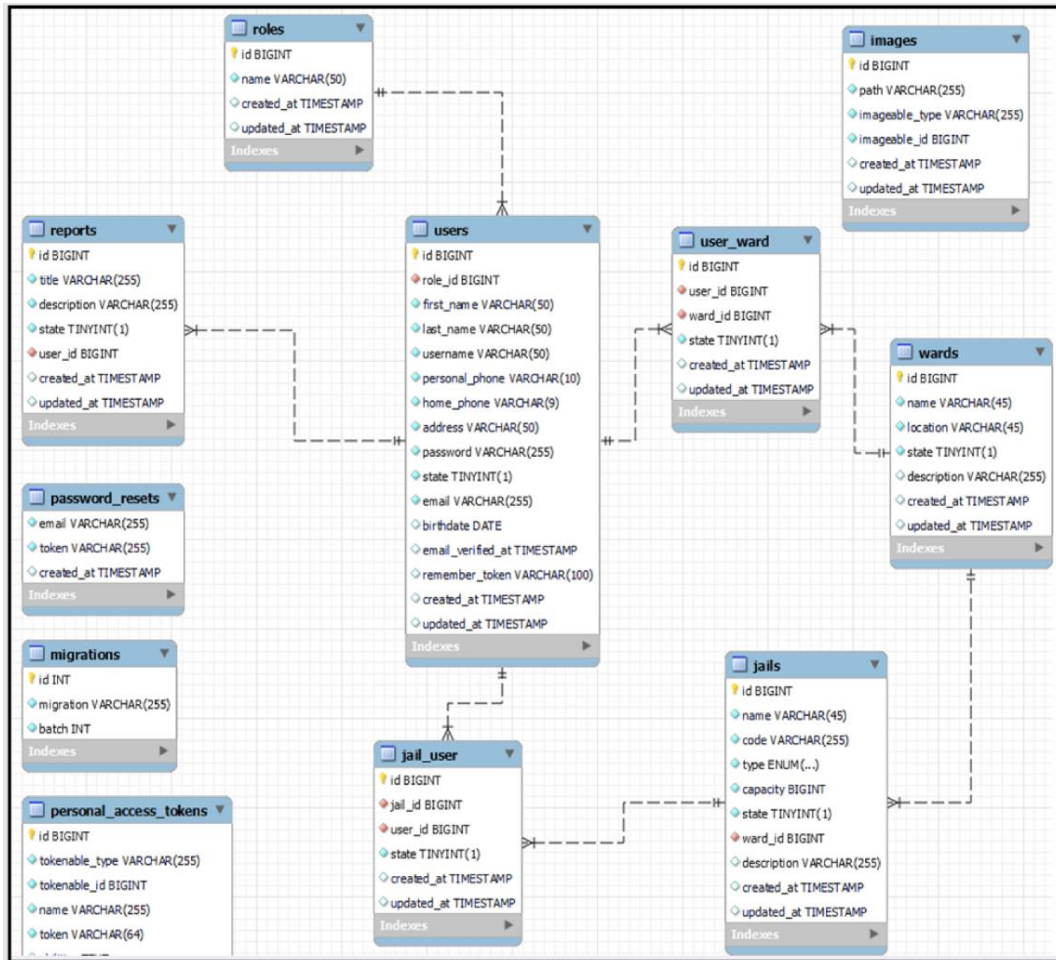 roles
id BIGINT
name VARCHAR(50)
created_at TIMESTAMP
updated_at TIMESTAMP
Indexes
images
id BIGINT
path VARCHAR(255)
imageable_type VARCHAR(255)
imageable_id BIGINT
created_at TIMESTAMP
updated_at TIMESTAMP
Indexes
reports
id BIGINT
title VARCHAR(255)
description VARCHAR(255)
state TINYINT(1)
user_id BIGINT
created_at TIMESTAMP
updated_at TIMESTAMP
Indexes
users
id BIGINT
role_id BIGINT
first_name VARCHAR(50)
last_name VARCHAR(50)
username VARCHAR(50)
personal_phone VARCHAR(10)
home_phone VARCHAR(9)
address VARCHAR(50)
password VARCHAR(255)
state TINYINT(1)
email VARCHAR(255)
birthdate DATE
email_verified_at TIMESTAMP
remember_token VARCHAR(100)
created_at TIMESTAMP
updated_at TIMESTAMP
Indexes
user_ward
id BIGINT
user_id BIGINT
ward_id BIGINT
state TINYINT(1)
created_at TIMESTAMP
updated_at TIMESTAMP
Indexes
wards
id BIGINT
name VARCHAR(45)
location VARCHAR(45)
state TINYINT(1)
description VARCHAR(255)
created_at TIMESTAMP
updated_at TIMESTAMP
Indexes
password_resets
email VARCHAR(255)
token VARCHAR(255)
created_at TIMESTAMP
Indexes
migrations
id INT
migration VARCHAR(255)
batch INT
Indexes
jails
id BIGINT
name VARCHAR(45)
code VARCHAR(255)
type ENUM(...)
capacity BIGINT
state TINYINT(1)
ward_id BIGINT
description VARCHAR(255)
created_at TIMESTAMP
updated_at TIMESTAMP
Indexes
jail_user
id BIGINT
jail_id BIGINT
user_id BIGINT
state TINYINT(1)
created_at TIMESTAMP
updated_at TIMESTAMP
Indexes
personal_access_tokens
id BIGINT
tokenable_type VARCHAR(255)
tokenable_id BIGINT
name VARCHAR(255)
token VARCHAR(64)